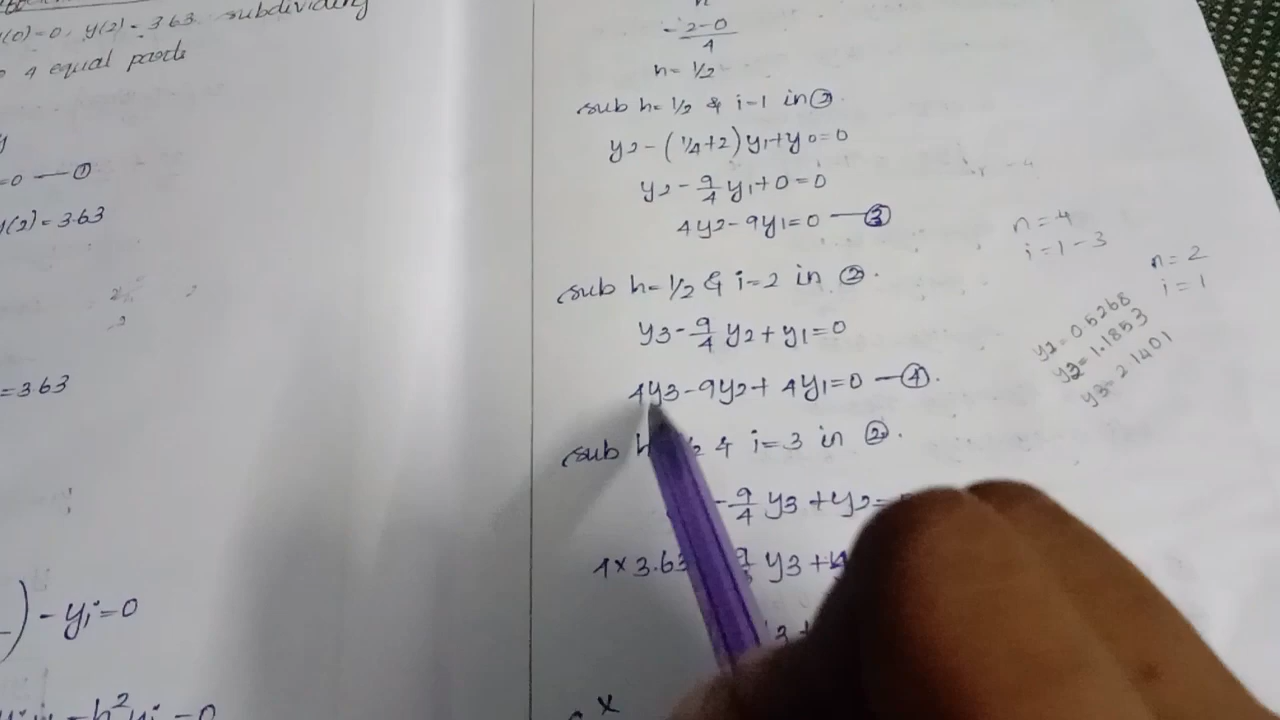 y(0)=0, y(2)=3.63 subdividing
4 equal parts
=0 —①
y(2)=3.63
=3.63
) - yi=0
- h²yi=0
= 2-0/4
h= 1/2
sub h= 1/2 & i=1 in ②.
y2 - (1/4+2)y1+y0=0
y2 - 9/4 y1+0=0
4y2-9y1=0 —③
sub h= 1/2 & i=2 in ②.
y3 - 9/4 y2+y1=0
4y3-9y2+ 4y1=0 —④.
sub & i=3 in ②.
- 9/4 y3 +y2=
4×3.63 y3 +
n=4
i=1-3
n=2
i=1
y2=0.5268
y2=1.1853
y3=2.1401